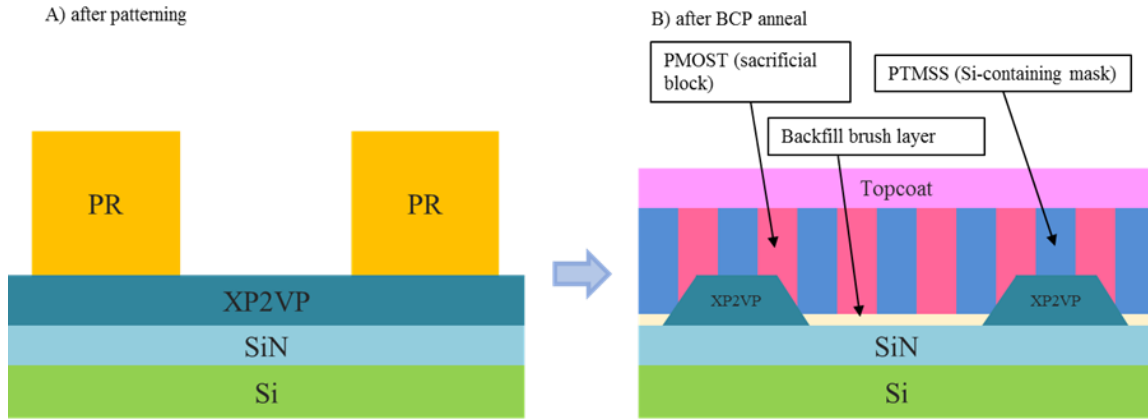 A) after patterning
PR
PR
XP2VP
SiN
Si
B) after BCP anneal
PMOST (sacrificial
block)
PTMSS (Si-containing mask)
Backfill brush layer
Topcoat
XP2VP
XP2VP
SiN
Si